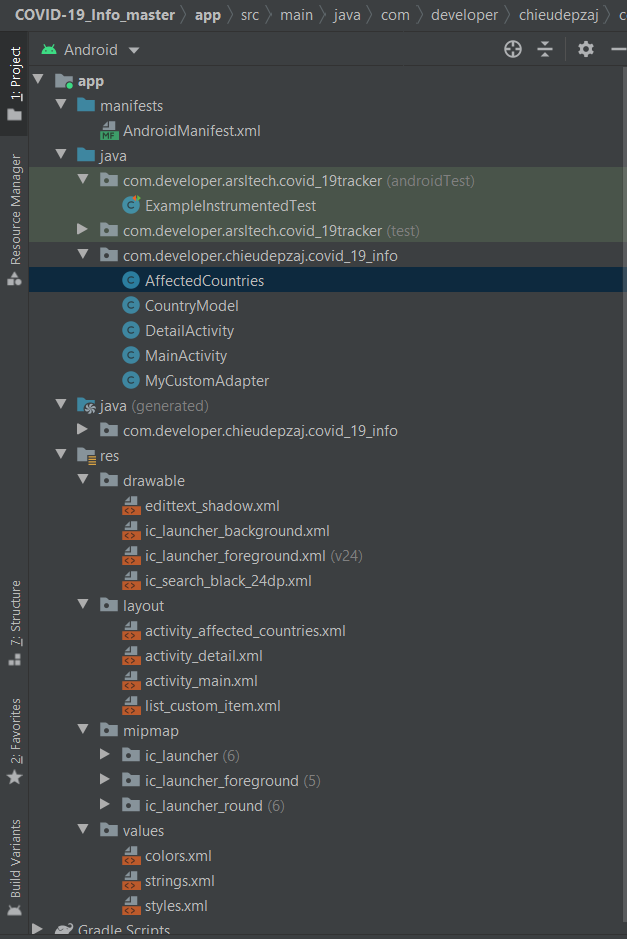 COVID-19_Info_master app src main java com developer chieudepzaj c
1: Project
Resource Manager
7: Structure
2: Favorites
Build Variants
Android
app
manifests
MF AndroidManifest.xml
java
com.developer.arsltech.covid_19tracker (androidTest)
C ExampleInstrumentedTest
com.developer.arsltech.covid_19tracker (test)
com.developer.chieudepzaj.covid_19_info
C AffectedCountries
C CountryModel
C DetailActivity
C MainActivity
C MyCustomAdapter
java (generated)
com.developer.chieudepzaj.covid_19_info
res
drawable
edittext_shadow.xml
ic_launcher_background.xml
ic_launcher_foreground.xml (v24)
ic_search_black_24dp.xml
layout
activity_affected_countries.xml
activity_detail.xml
activity_main.xml
list_custom_item.xml
mipmap
ic_launcher (6)
ic_launcher_foreground (5)
ic_launcher_round (6)
values
colors.xml
strings.xml
styles.xml
Gradle Scripts